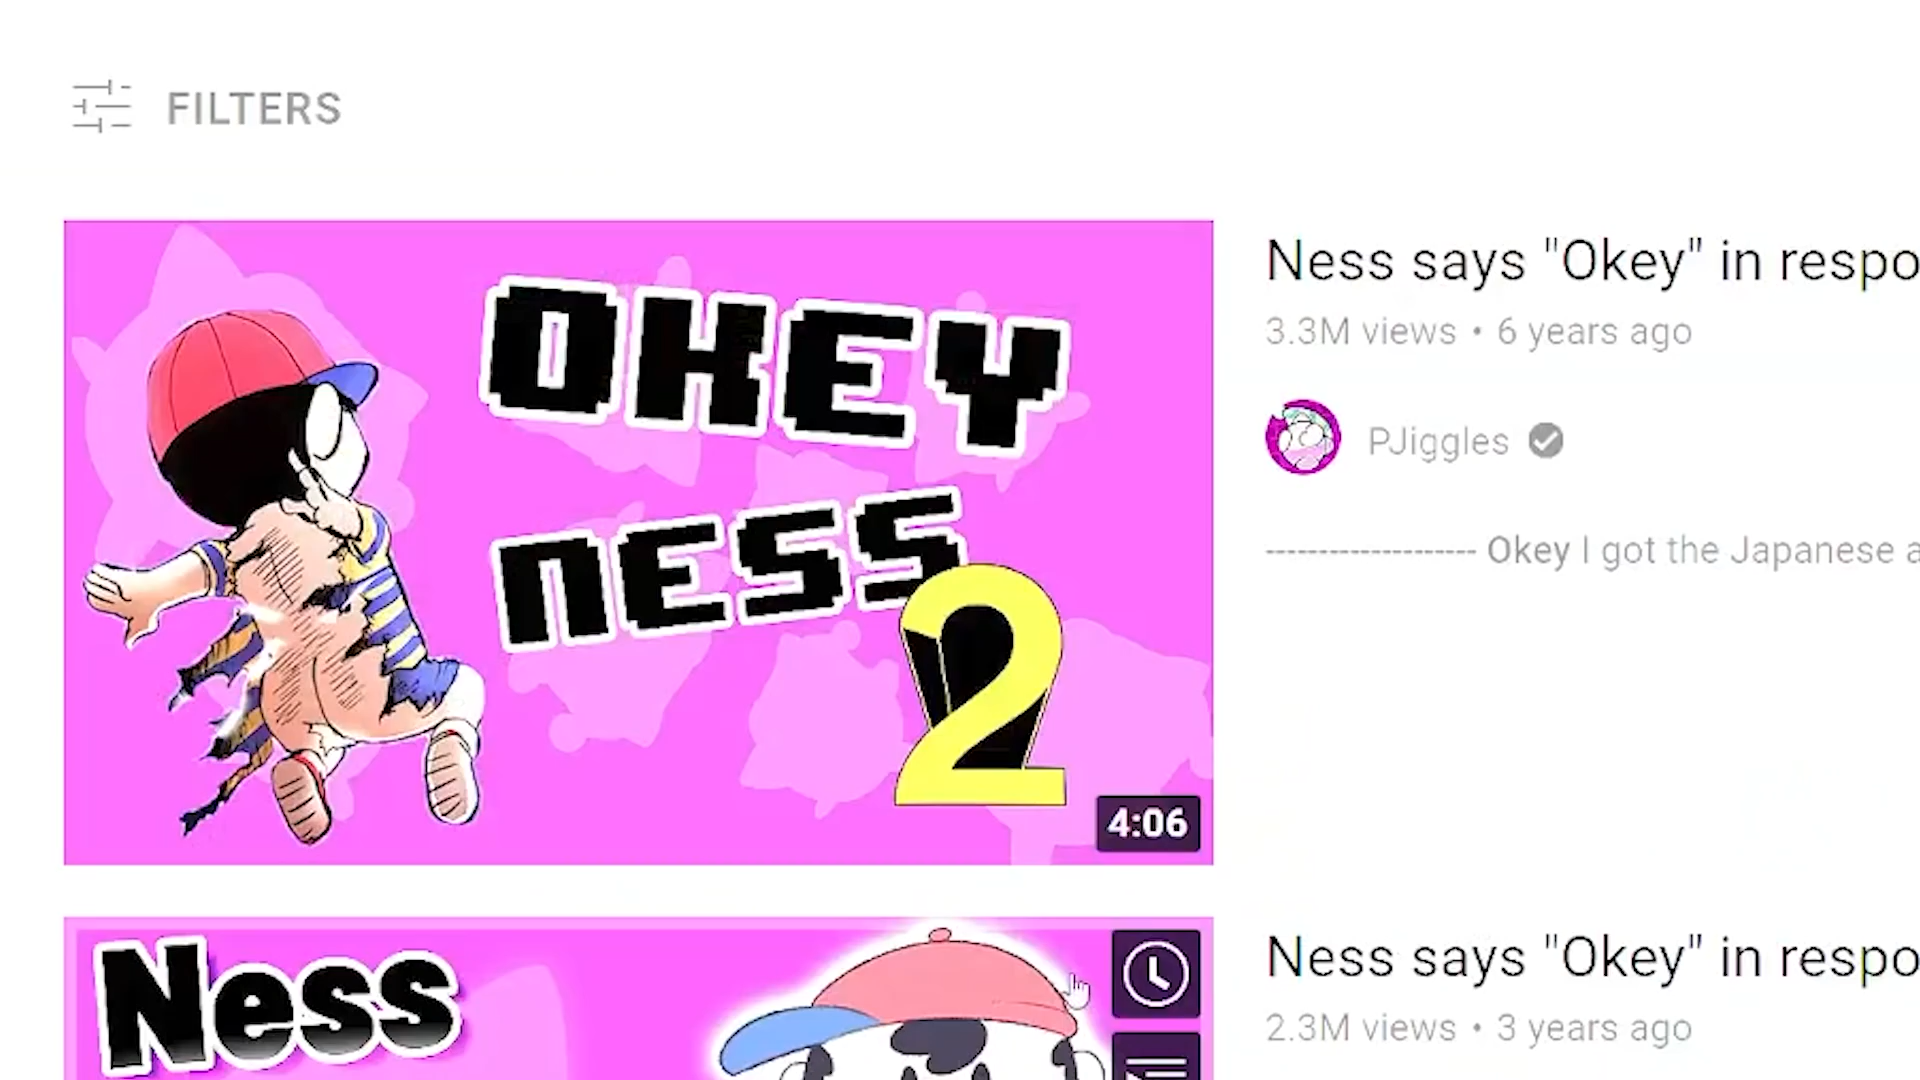 FILTERS
OKEY
NESS
2
4:06
Ness says "Okey" in respo
3.3M views • 6 years ago
PJiggles
------------------- Okey I got the Japanese a
Ness
Ness says "Okey" in respo
2.3M views • 3 years ago